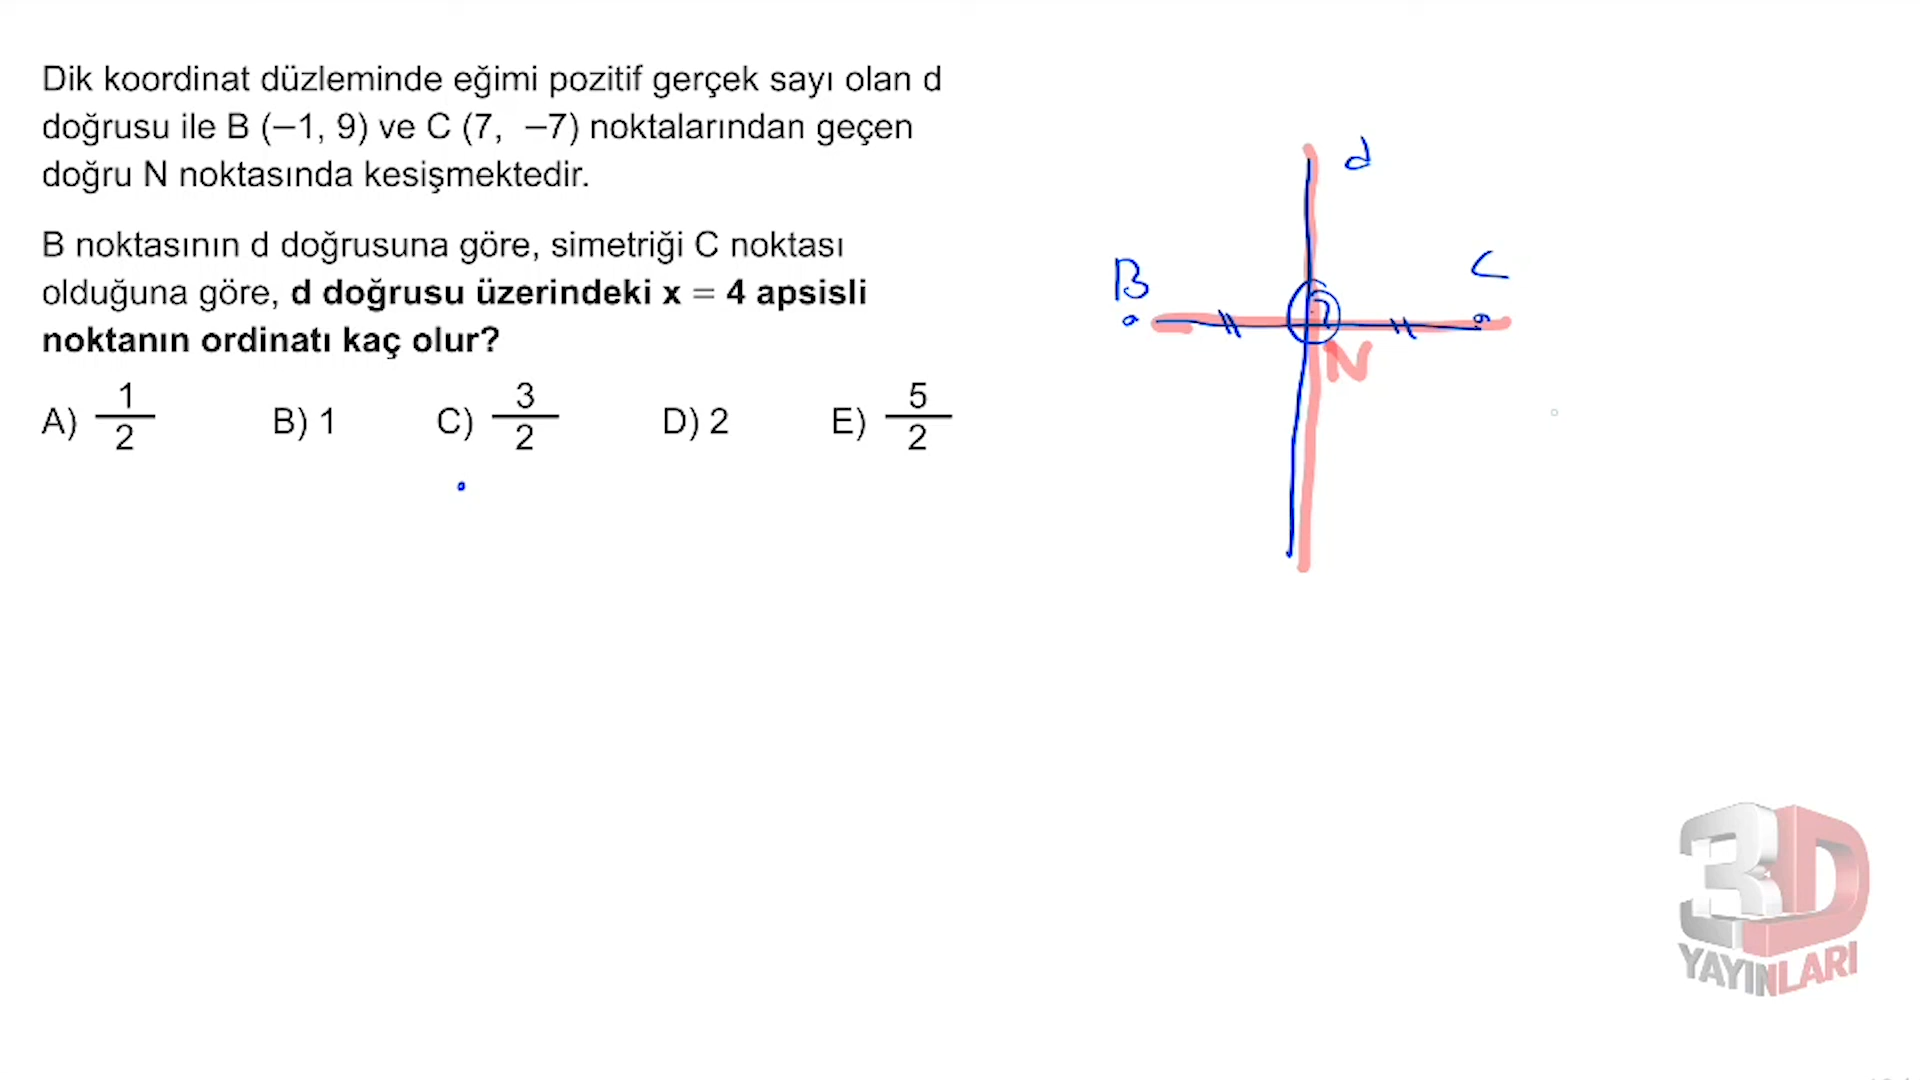 Dik koordinat düzleminde eğimi pozitif gerçek sayı olan d
doğrusu ile B (–1, 9) ve C (7, –7) noktalarından geçen
doğru N noktasında kesişmektedir.
B noktasının d doğrusuna göre, simetriği C noktası
olduğuna göre, d doğrusu üzerindeki x = 4 apsisli
noktanın ordinatı kaç olur?
A) 1/2 B) 1 C) 3/2 D) 2 E) 5/2
d
B
C
N
3D
YAYINLARI